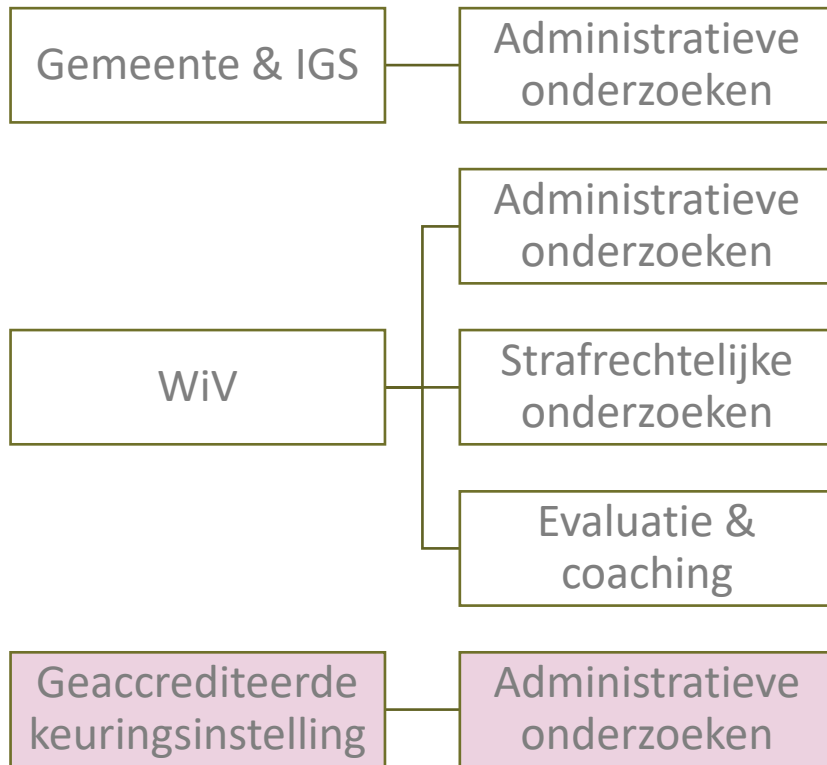 Gemeente & IGS
Administratieve
onderzoeken
Administratieve
onderzoeken
WiV
Strafrechtelijke
onderzoeken
Evaluatie &
coaching
Geaccrediteerde
keuringsinstelling
Administratieve
onderzoeken